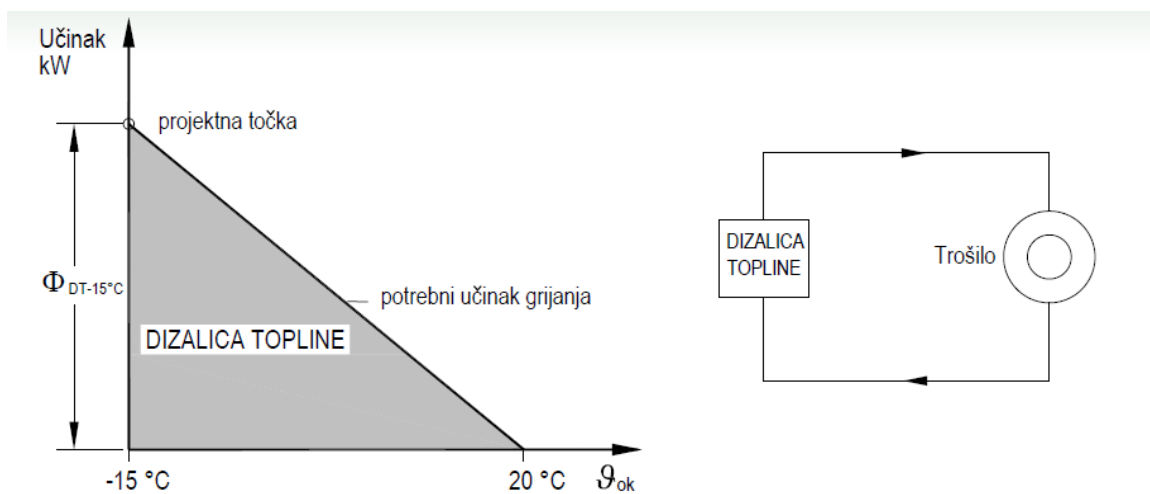 Učinak
kW
projektna točka
Φ DT-15°C
potrebni učinak grijanja
DIZALICA TOPLINE
-15 °C
20 °C
ϑok
DIZALICA
TOPLINE
Trošilo